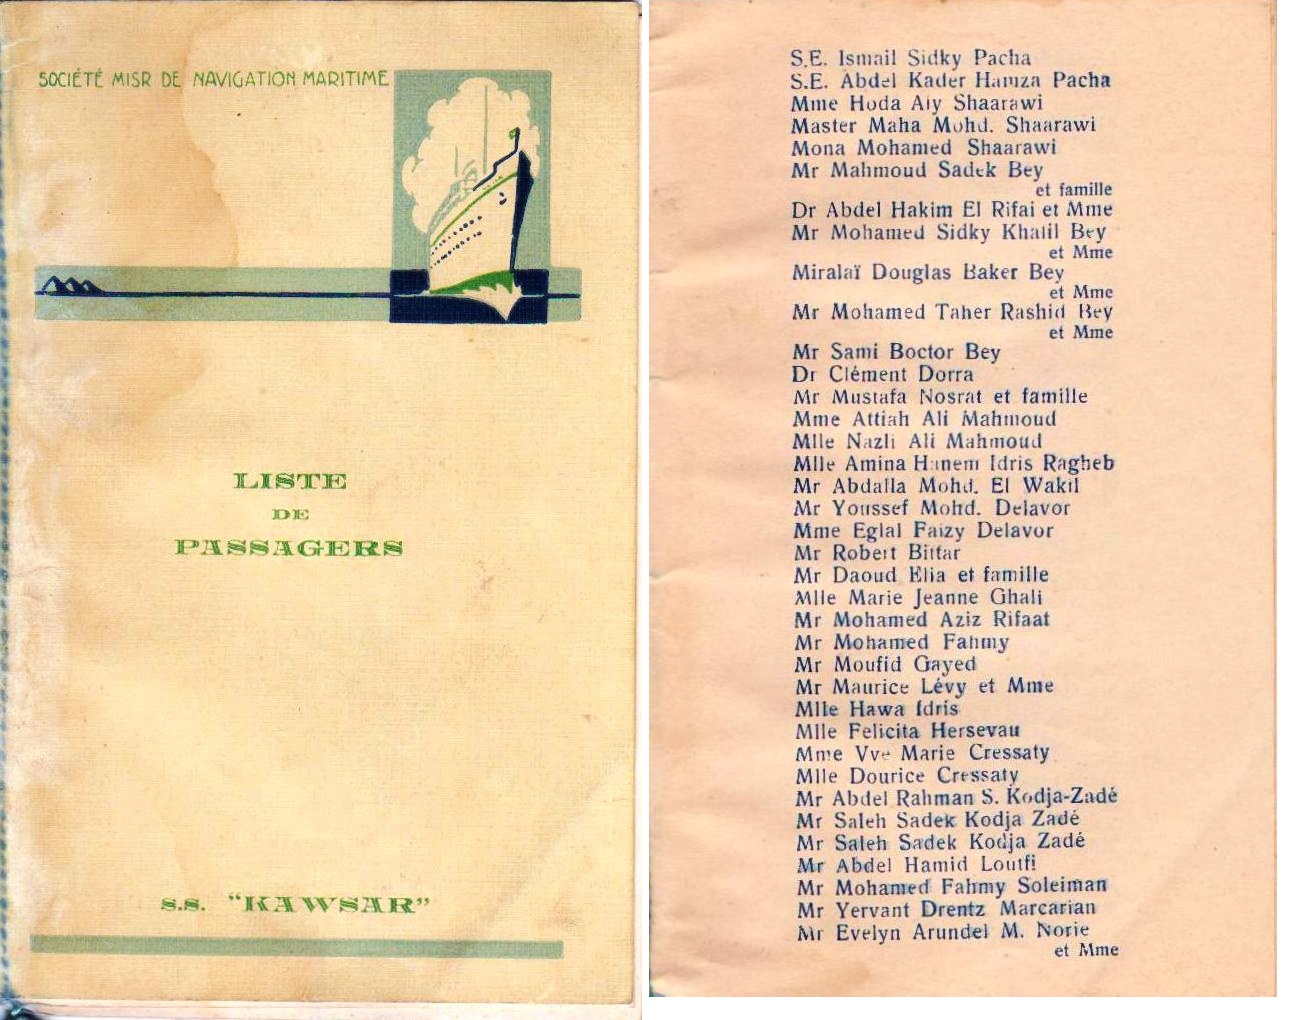 SOCIÉTÉ MISR DE NAVIGATION MARITIME
LISTE
DE
PASSAGERS
S.S. "KAWSAR"
S.E. Ismail Sidky Pacha
S.E. Abdel Kader Hamza Pacha
Mme Hoda Aly Shaarawi
Master Maha Mohd. Shaarawi
Mona Mohamed Shaarawi
Mr Mahmoud Sadek Bey
et famille
Dr Abdel Hakim El Rifai et Mme
Mr Mohamed Sidky Khalil Bey
et Mme
Miralaï Douglas Baker Bey
et Mme
Mr Mohamed Taher Rashid Bey
et Mme
Mr Sami Boctor Bey
Dr Clément Dorra
Mr Mustafa Nosrat et famille
Mme Attiah Ali Mahmoud
Mlle Nazli Ali Mahmoud
Mlle Amina Hanem Idris Ragheb
Mr Abdalla Mohd. El Wakil
Mr Youssef Mohd. Delavor
Mme Eglal Faizy Delavor
Mr Robert Bittar
Mr Daoud Elia et famille
Mlle Marie Jeanne Ghali
Mr Mohamed Aziz Rifaat
Mr Mohamed Fahmy
Mr Moufid Gayed
Mr Maurice Lévy et Mme
Mlle Hawa Idris
Mlle Felicita Hersevau
Mme Vve Marie Cressaty
Mlle Dourice Cressaty
Mr Abdel Rahman S. Kodja-Zadé
Mr Saleh Sadek Kodja Zadé
Mr Saleh Sadek Kodja Zadé
Mr Abdel Hamid Loutfi
Mr Mohamed Fahmy Soleiman
Mr Yervant Drentz Marcarian
Mr Evelyn Arundel M. Norie
et Mme